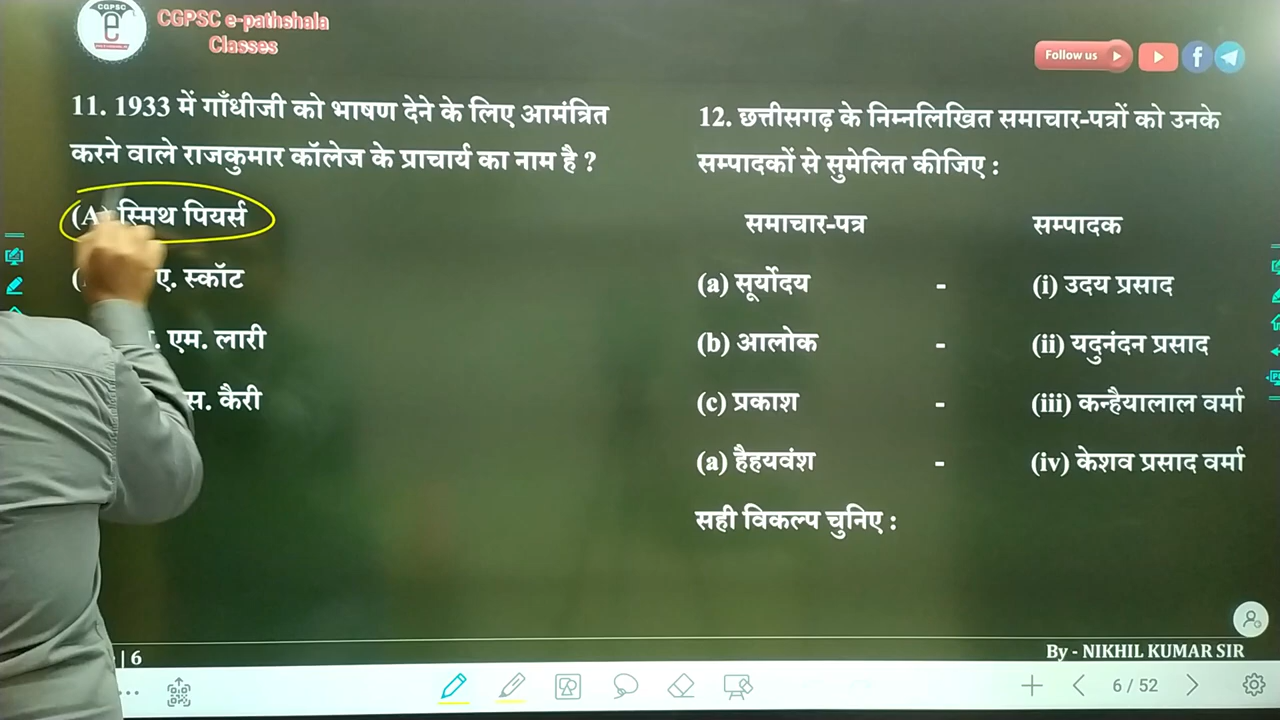 CGPSC
e
CGPSC e-pathshala
Classes
Follow us
11. 1933 में गाँधीजी को भाषण देने के लिए आमंत्रित
करने वाले राजकुमार कॉलेज के प्राचार्य का नाम है ?
(A) स्मिथ पियर्स
ए. स्कॉट
एम. लारी
कैरी
12. छत्तीसगढ़ के निम्नलिखित समाचार-पत्रों को उनके
सम्पादकों से सुमेलित कीजिए :
समाचार-पत्र सम्पादक
(a) सूर्योदय - (i) उदय प्रसाद
(b) आलोक - (ii) यदुनंदन प्रसाद
(c) प्रकाश - (iii) कन्हैयालाल वर्मा
(a) हैहयवंश - (iv) केशव प्रसाद वर्मा
सही विकल्प चुनिए :
| 6
By - NIKHIL KUMAR SIR
6 / 52